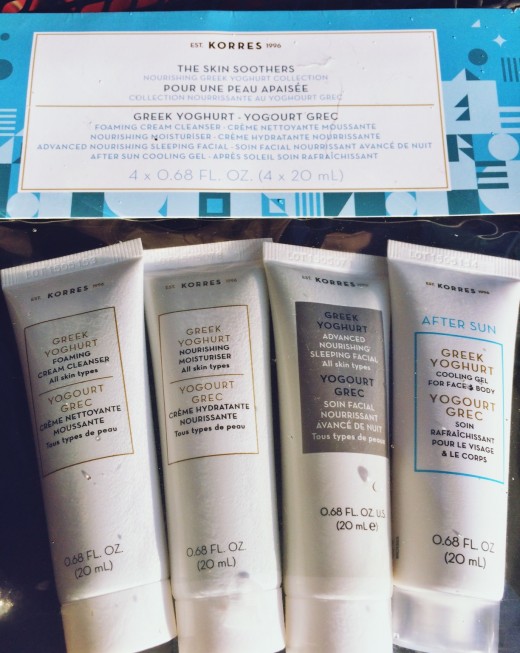 EST. KORRES 1996
THE SKIN SOOTHERS
NOURISHING GREEK YOGHURT COLLECTION
POUR UNE PEAU APAISÉE
COLLECTION NOURRISSANTE AU YOGHOURT GREC
GREEK YOGHURT · YOGOURT GREC
FOAMING CREAM CLEANSER · CRÈME NETTOYANTE MOUSSANTE
NOURISHING MOISTURISER · CRÈME HYDRATANTE NOURRISSANTE
ADVANCED NOURISHING SLEEPING FACIAL · SOIN FACIAL NOURRISSANT AVANCÉ DE NUIT
AFTER SUN COOLING GEL · APRÈS SOLEIL SOIN RAFRAÎCHISSANT
4 x 0.68 FL. OZ. (4 x 20 mL)
EST. KORRES 1996
GREEK
YOGHURT
FOAMING
CREAM CLEANSER
All skin types
YOGOURT
GREC
CRÈME NETTOYANTE
MOUSSANTE
Tous types de peau
0.68 FL. OZ.
(20 mL)
EST. KORRES 1996
GREEK
YOGHURT
NOURISHING
MOISTURISER
All skin types
YOGOURT
GREC
CRÈME HYDRATANTE
NOURISSANTE
Tous types de peau
0.68 FL. OZ.
(20 mL)
EST. KORRES 1996
GREEK
YOGHURT
ADVANCED
NOURISHING
SLEEPING FACIAL
All skin types
YOGOURT
GREC
SOIN FACIAL
NOURRISSANT
AVANCÉ DE NUIT
Tous types de peau
0.68 FL. OZ. U.S
(20 mL e)
EST. KORRES 1996
AFTER SUN
GREEK
YOGHURT
COOLING GEL
FOR FACE & BODY
YOGOURT
GREC
SOIN
RAFRAÎCHISSANT
POUR LE VISAGE
& LE CORPS
0.68 FL. OZ.
(20 mL)